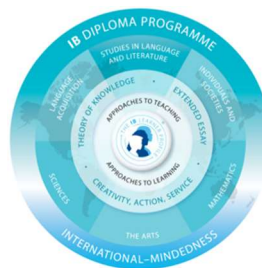 IB DIPLOMA PROGRAMME
STUDIES IN LANGUAGE
AND LITERATURE
LANGUAGE
ACQUISITION
INDIVIDUALS AND
SOCIETIES
THEORY OF KNOWLEDGE
EXTENDED ESSAY
APPROACHES TO TEACHING
APPROACHES TO LEARNING
CREATIVITY, ACTION, SERVICE
SCIENCES
MATHEMATICS
THE ARTS
INTERNATIONAL-MINDEDNESS